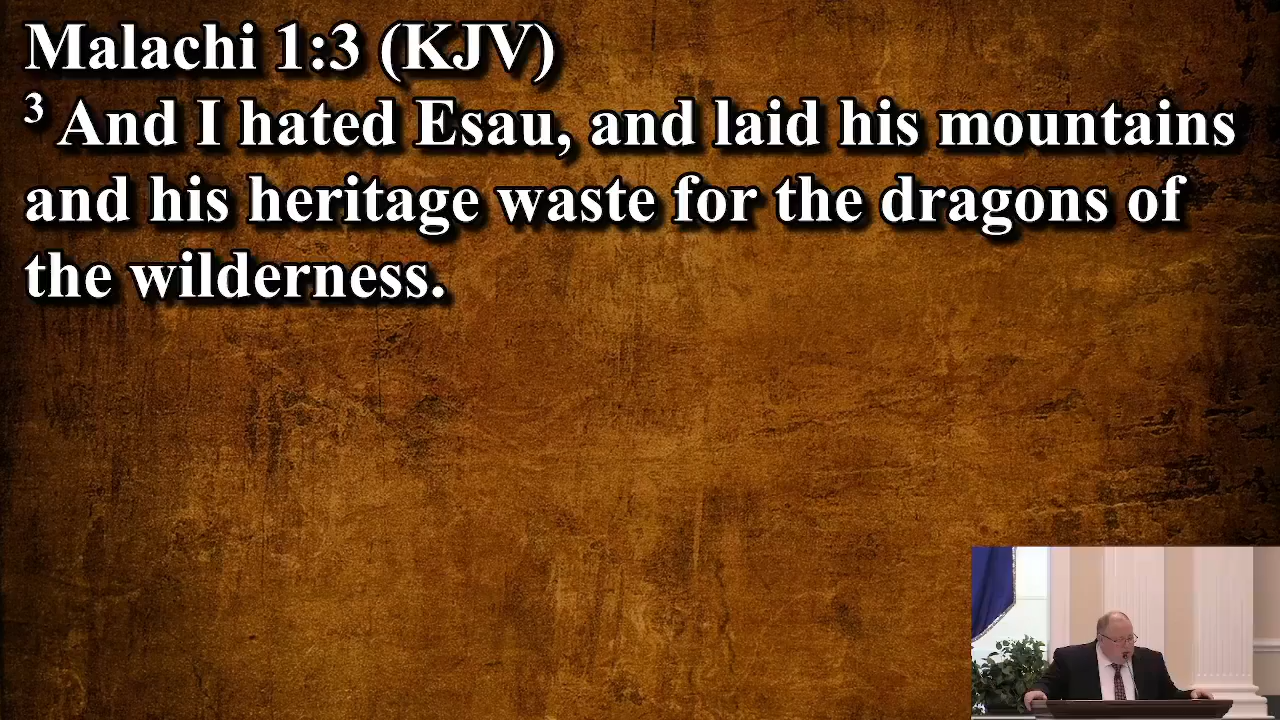 Malachi 1:3 (KJV)
3 And I hated Esau, and laid his mountains
and his heritage waste for the dragons of
the wilderness.